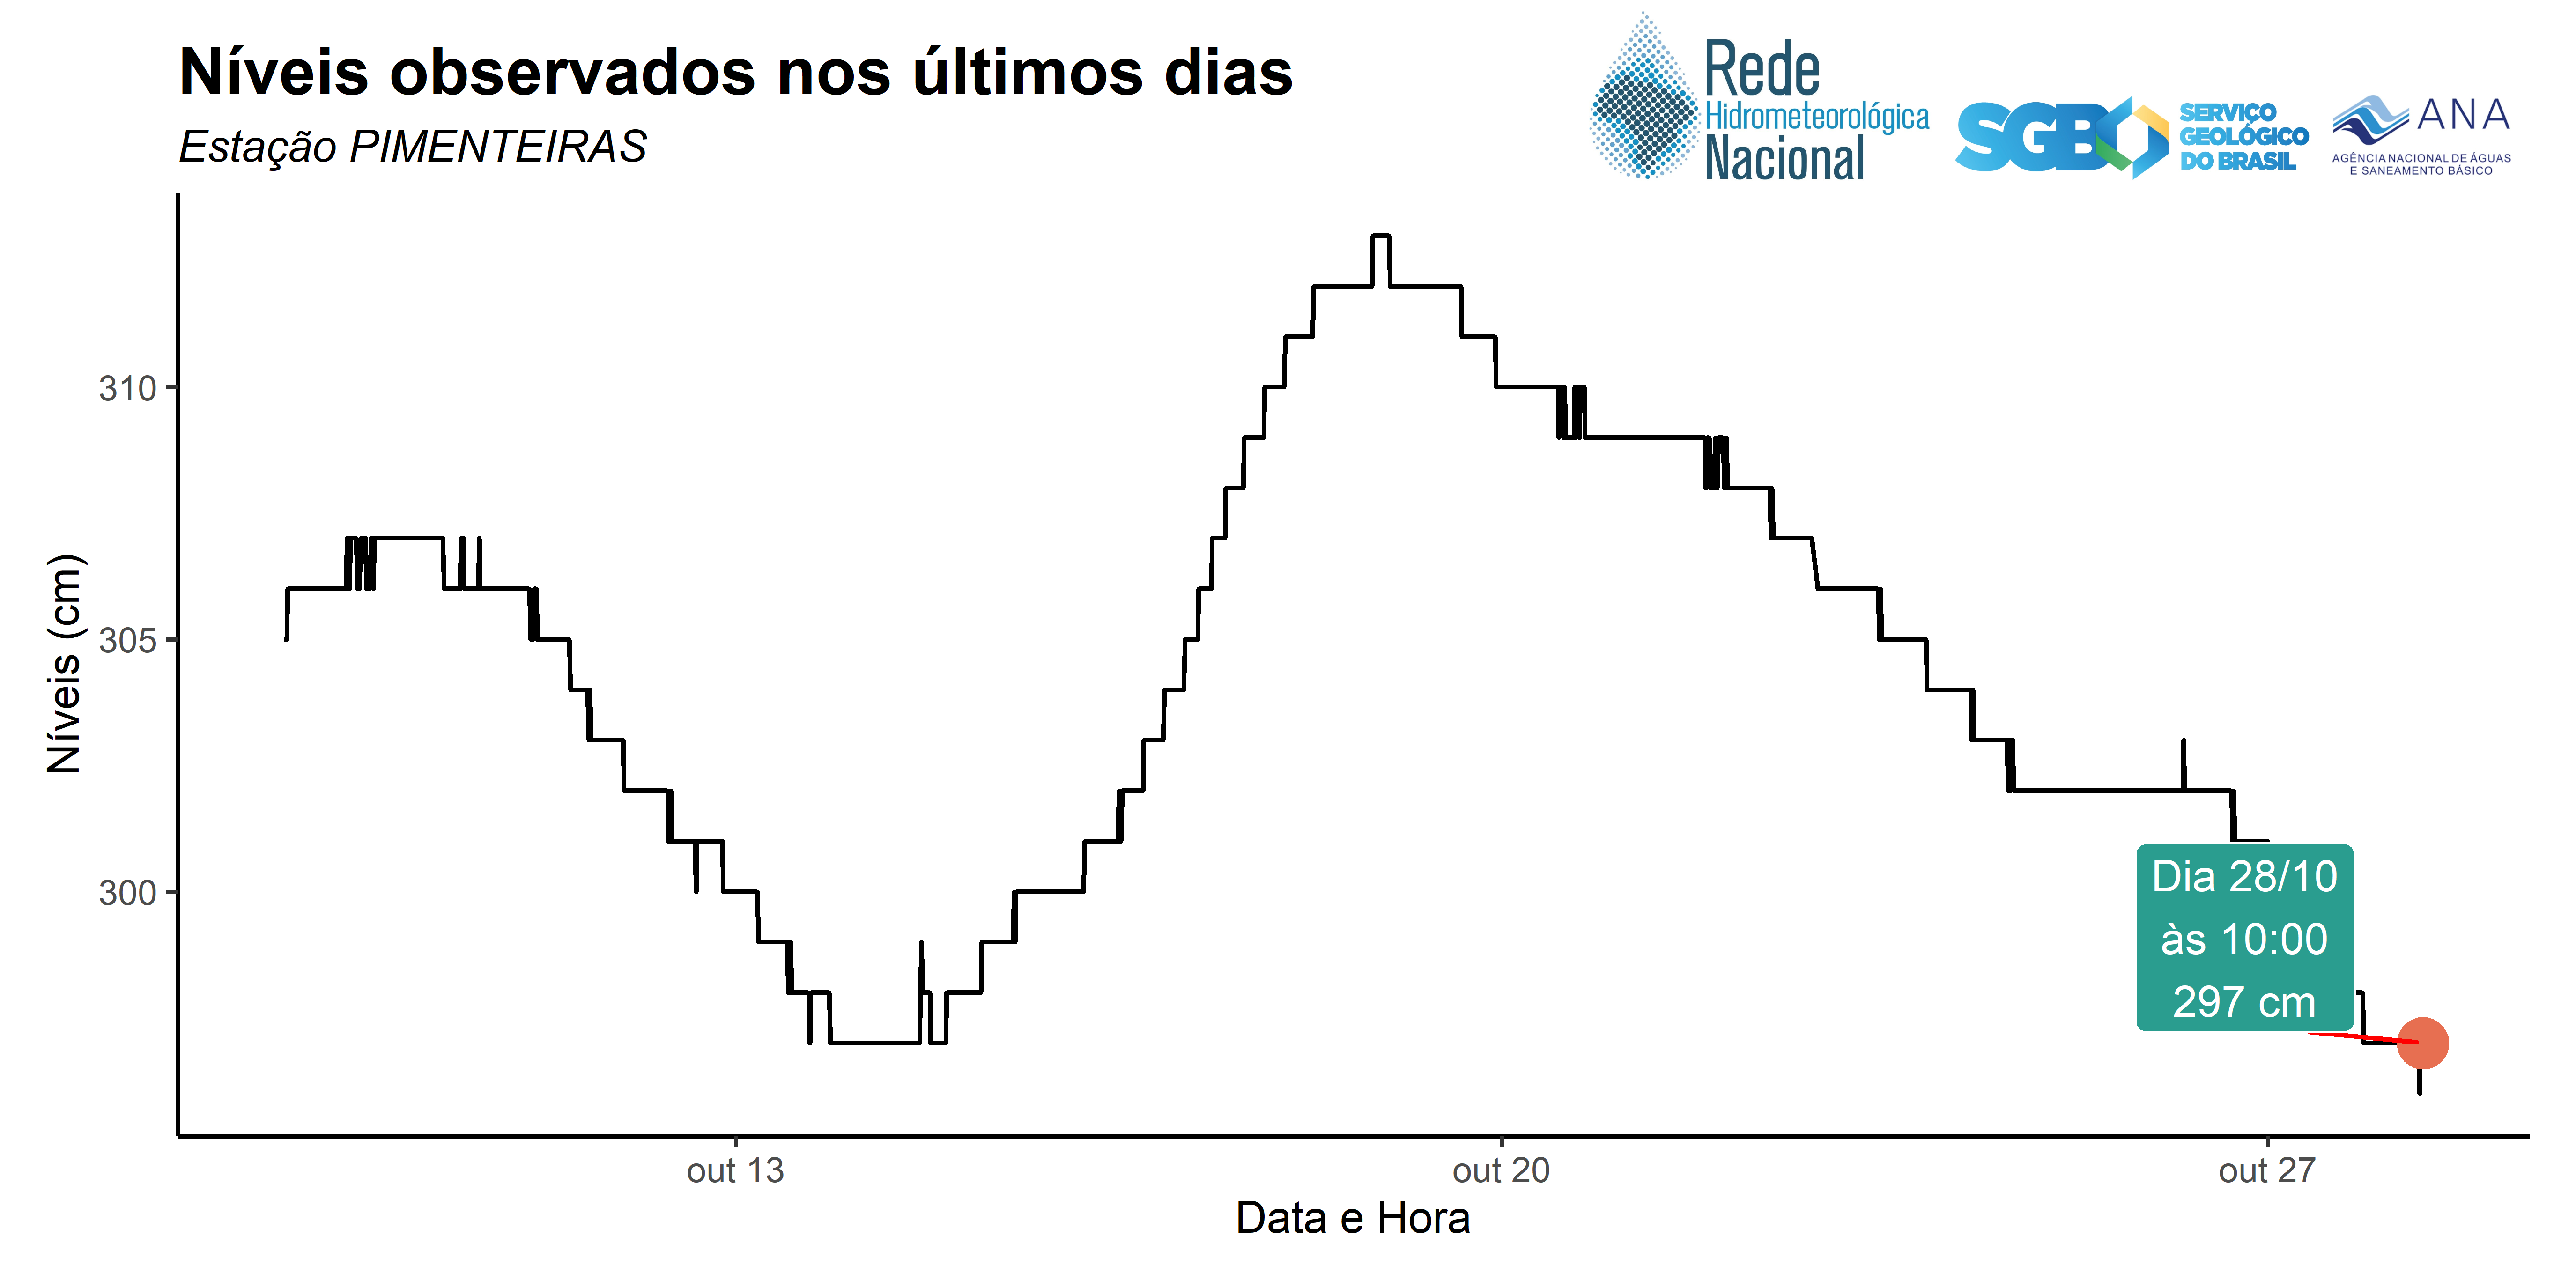 Níveis observados nos últimos dias
Estação PIMENTEIRAS
Rede
Hidrometeorológica
Nacional
SGB
SERVIÇO
GEOLÓGICO
DO BRASIL
ANA
AGÊNCIA NACIONAL DE ÁGUAS
E SANEAMENTO BÁSICO
Níveis (cm)
310
305
300
Dia 28/10
às 10:00
297 cm
out 13
out 20
out 27
Data e Hora